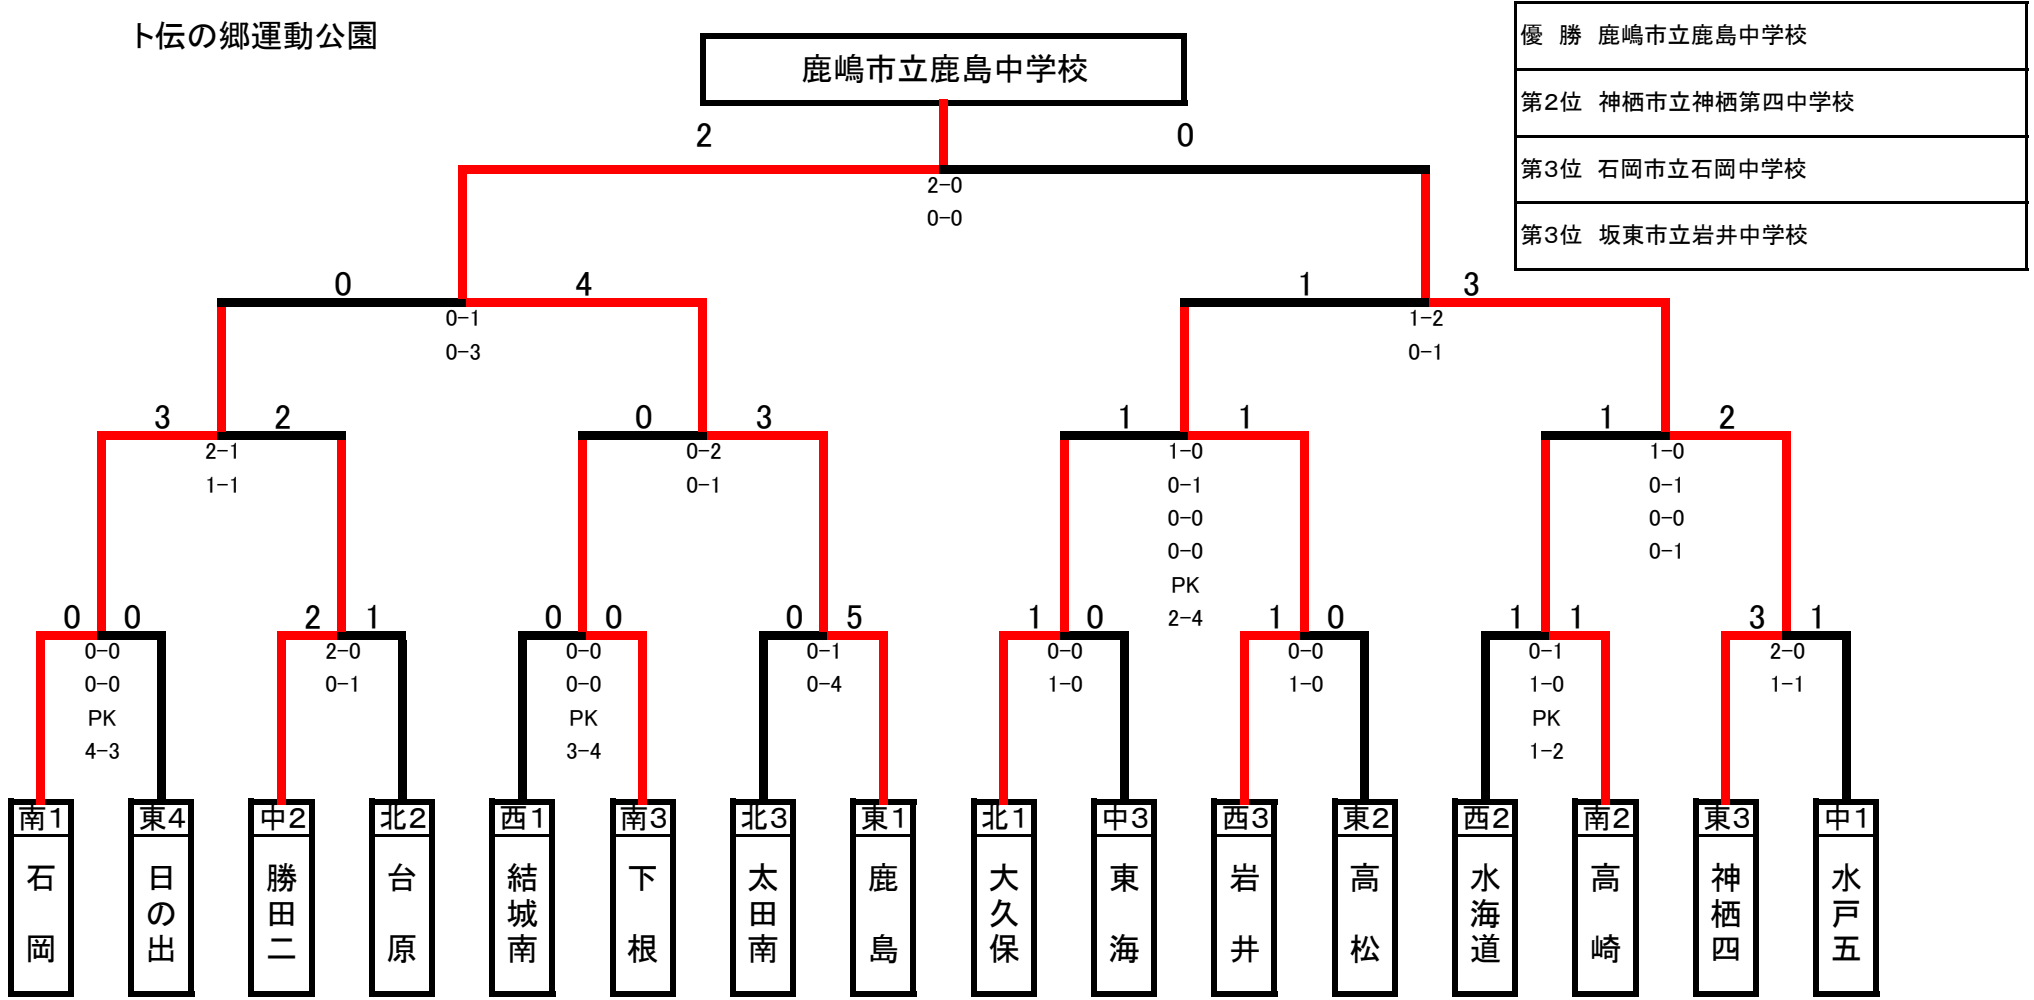 卜伝の郷運動公園
鹿嶋市立鹿島中学校
優　勝　鹿嶋市立鹿島中学校
第2位　神栖市立神栖第四中学校
第3位　石岡市立石岡中学校
第3位　坂東市立岩井中学校
2 0
2-0
0-0
0 4 1 3
0-1 1-2
0-3 0-1
3 2 0 3 1 1 1 2
2-1 0-2 1-0 1-0
1-1 0-1 0-1 0-1
0-0 0-0
0-0 0-1
PK
2-4
0 0 2 1 0 0 0 5 1 0 1 0 1 1 3 1
0-0 2-0 0-0 0-1 0-0 0-0 0-1 2-0
0-0 0-1 0-0 0-4 1-0 1-0 1-0 1-1
PK PK PK
4-3 3-4 1-2
南1 東4 中2 北2 西1 南3 北3 東1 北1 中3 西3 東2 西2 南2 東3 中1
石岡
日の出
勝田二
台原
結城南
下根
太田南
鹿島
大久保
東海
岩井
高松
水海道
高崎
神栖四
水戸五